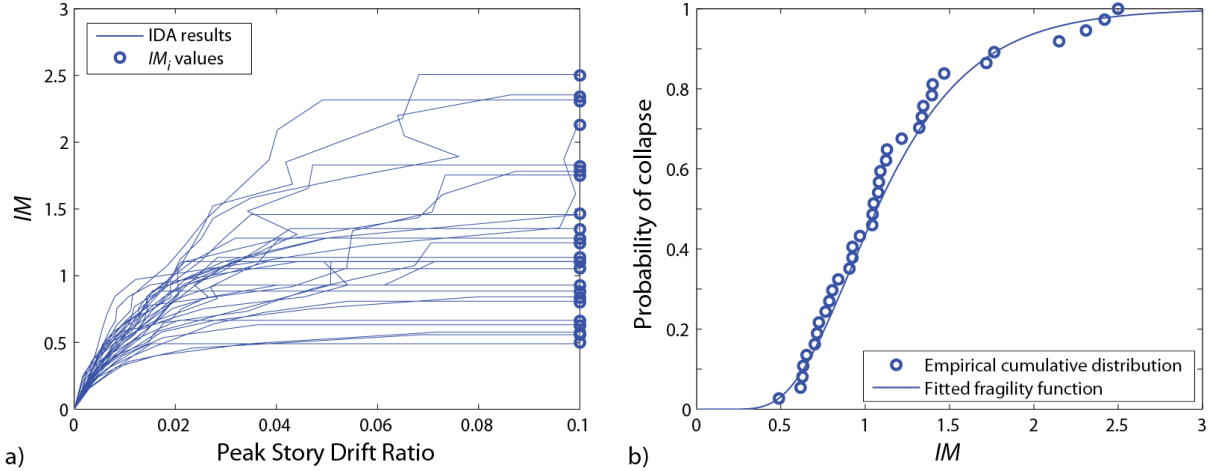 3
2.5
2
1.5
1
0.5
0
IM
IDA results
IMi values
0
0.02
0.04
0.06
0.08
0.1
Peak Story Drift Ratio
a)
1
0.8
0.6
0.4
0.2
0
Probability of collapse
Empirical cumulative distribution
Fitted fragility function
0
0.5
1
1.5
2
2.5
3
IM
b)